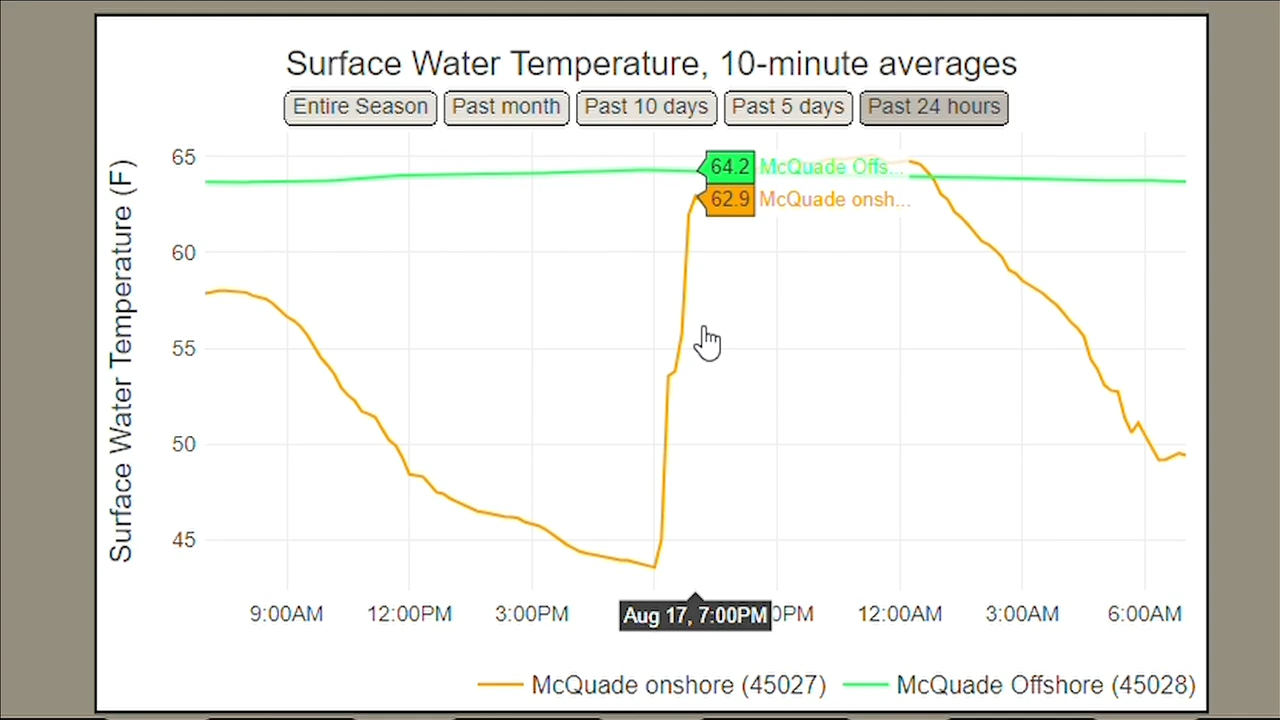 Surface Water Temperature, 10-minute averages
Entire Season Past month Past 10 days Past 5 days Past 24 hours
Surface Water Temperature (F)
65
60
55
50
45
64.2 McQuade Offs...
62.9 McQuade onsh...
9:00AM 12:00PM 3:00PM Aug 17, 7:00PM 0PM 12:00AM 3:00AM 6:00AM
McQuade onshore (45027) McQuade Offshore (45028)